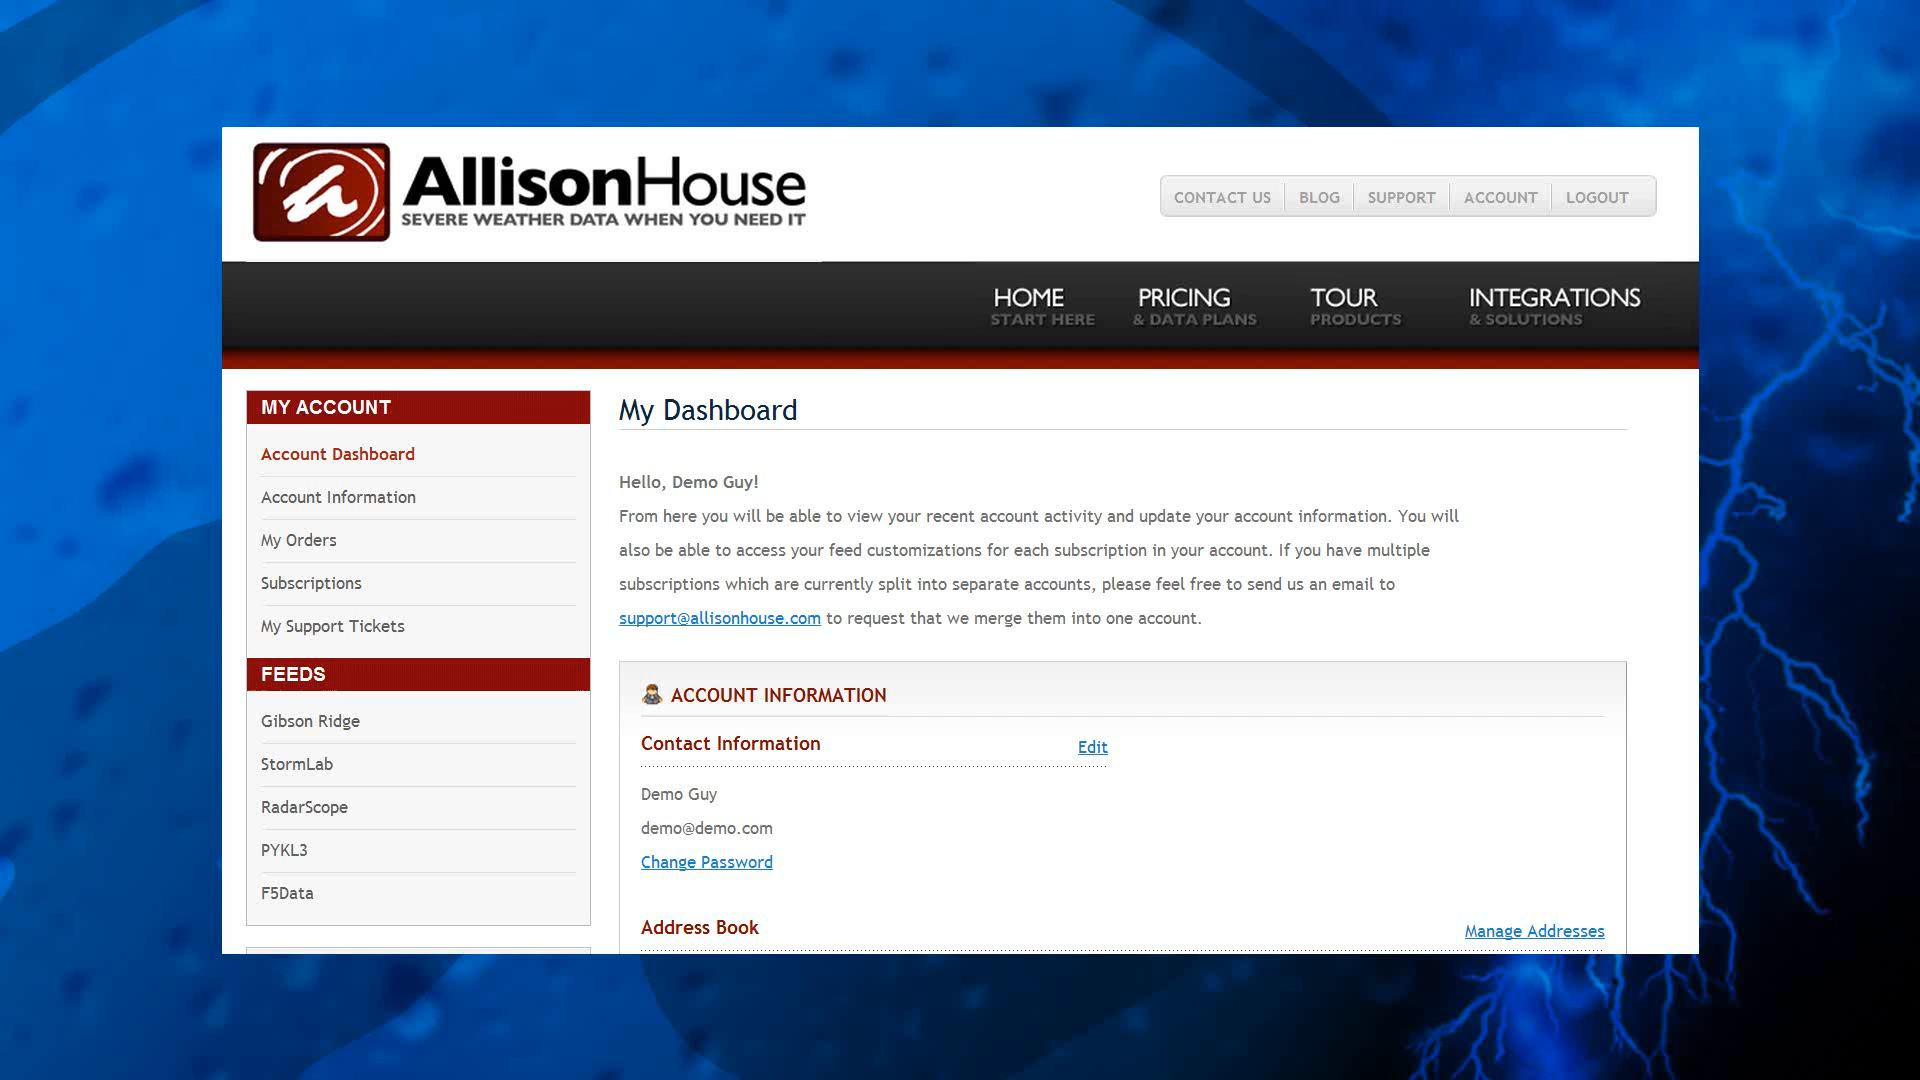 AllisonHouse
SEVERE WEATHER DATA WHEN YOU NEED IT
CONTACT US BLOG SUPPORT ACCOUNT LOGOUT
HOME PRICING TOUR INTEGRATIONS
START HERE & DATA PLANS PRODUCTS & SOLUTIONS
MY ACCOUNT
Account Dashboard
Account Information
My Orders
Subscriptions
My Support Tickets
FEEDS
Gibson Ridge
StormLab
RadarScope
PYKL3
F5Data
My Dashboard
Hello, Demo Guy!
From here you will be able to view your recent account activity and update your account information. You will
also be able to access your feed customizations for each subscription in your account. If you have multiple
subscriptions which are currently split into separate accounts, please feel free to send us an email to
support@allisonhouse.com to request that we merge them into one account.
ACCOUNT INFORMATION
Contact Information Edit
Demo Guy
demo@demo.com
Change Password
Address Book Manage Addresses